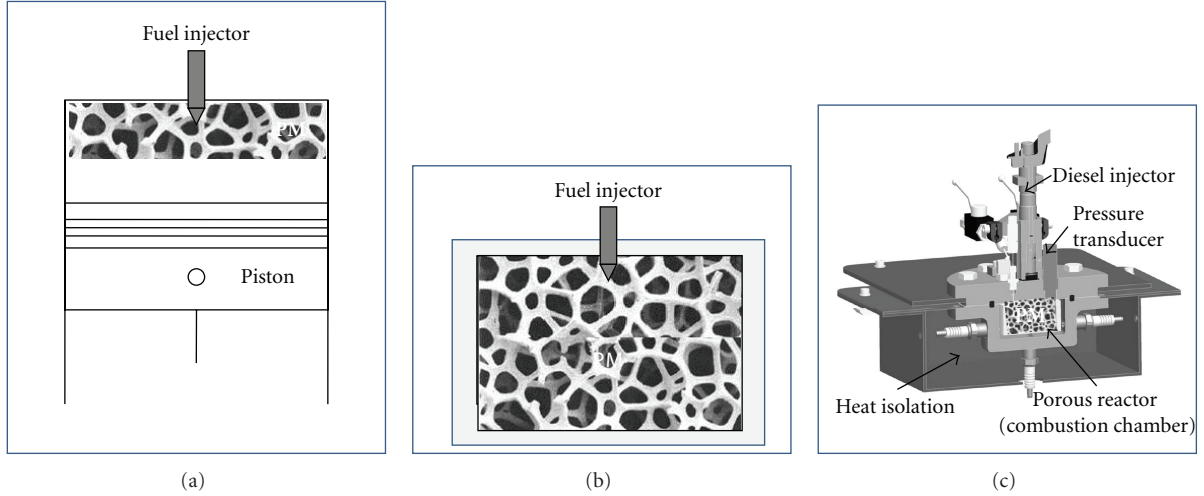 Fuel injector
PM
Piston
(a)
Fuel injector
PM
(b)
Diesel injector
Pressure
transducer
PM
Heat isolation
Porous reactor
(combustion chamber)
(c)